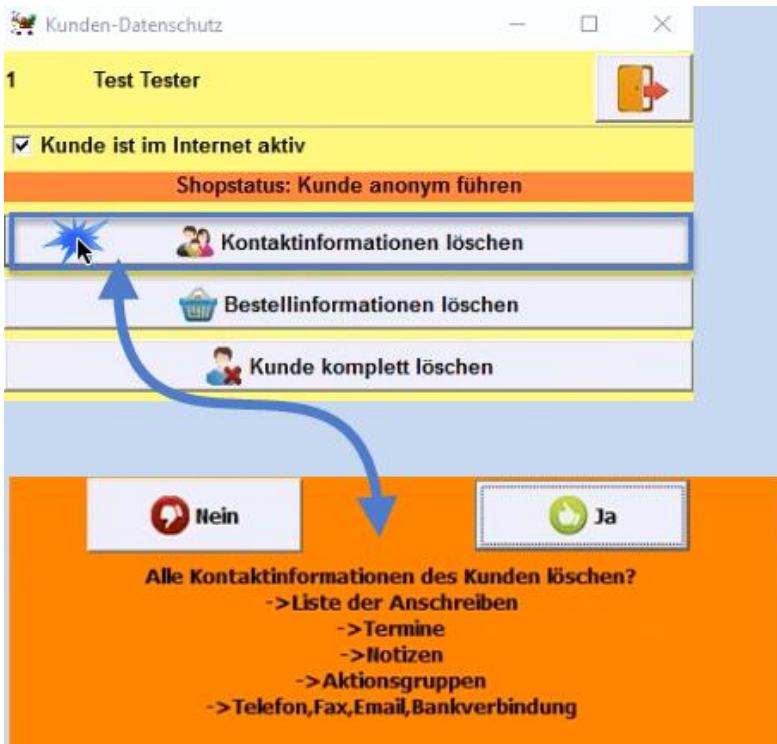 Kunden-Datenschutz
1 Test Tester
Kunde ist im Internet aktiv
Shopstatus: Kunde anonym führen
Kontaktinformationen löschen
Bestellinformationen löschen
Kunde komplett löschen
Nein Ja
Alle Kontaktinformationen des Kunden löschen?
->Liste der Anschreiben
->Termine
->Notizen
->Aktionsgruppen
->Telefon,Fax,Email,Bankverbindung